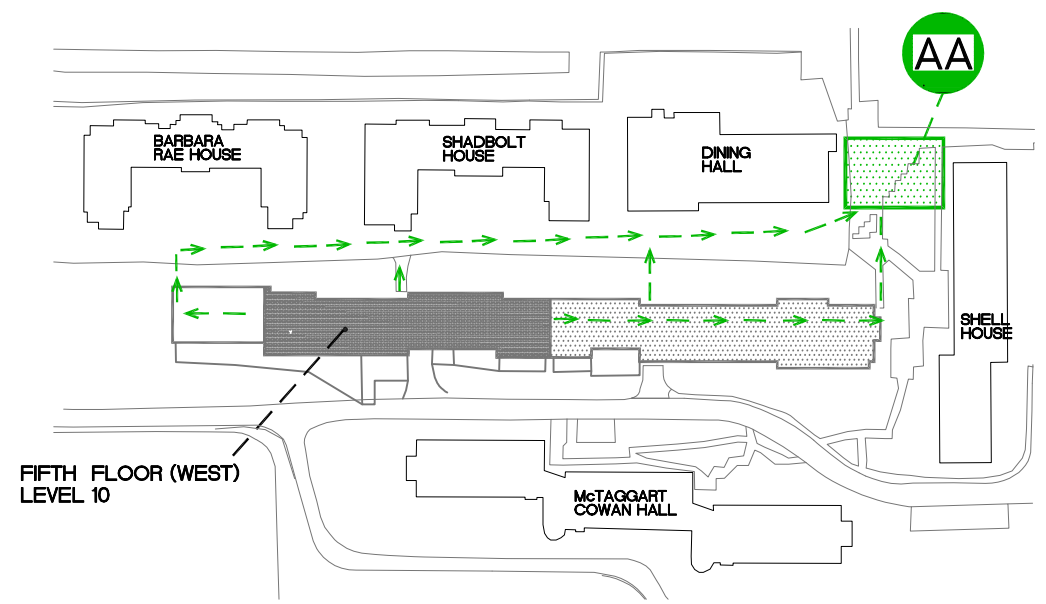 AA
BARBARA
RAE HOUSE
SHADBOLT
HOUSE
DINING
HALL
SHELL
HOUSE
FIFTH FLOOR (WEST)
LEVEL 10
McTAGGART
COWAN HALL